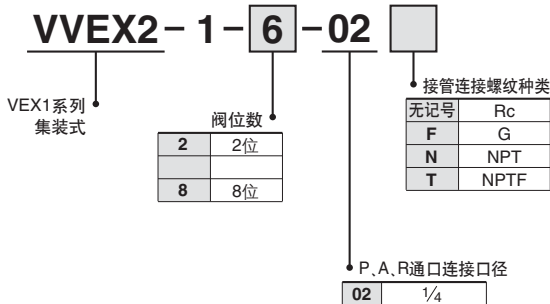 VVEX2-1-6-02
VEX1系列
集装式
阀位数
2 2位
8 8位
接管连接螺纹种类
无记号 Rc
F G
N NPT
T NPTF
P、A、R通口连接口径
02 1/4